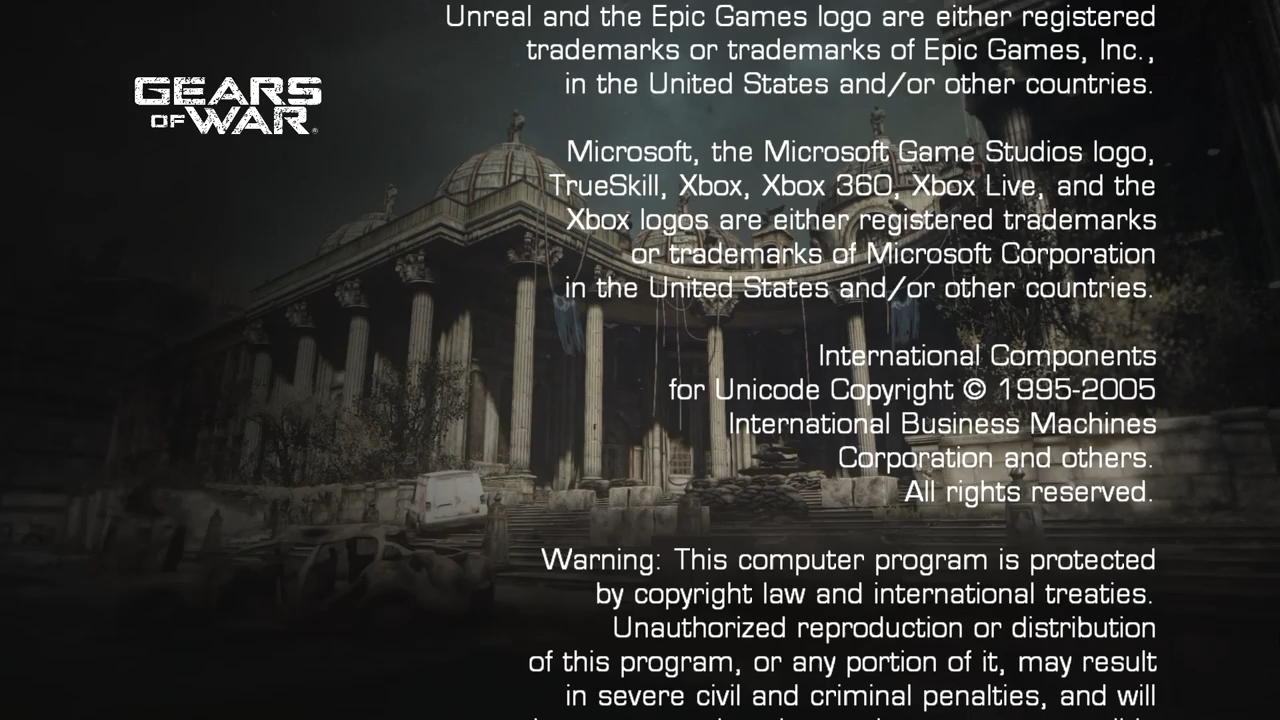 GEARS
OF WAR
Unreal and the Epic Games logo are either registered
trademarks or trademarks of Epic Games, Inc.,
in the United States and/or other countries.
Microsoft, the Microsoft Game Studios logo,
TrueSkill, Xbox, Xbox 360, Xbox Live, and the
Xbox logos are either registered trademarks
or trademarks of Microsoft Corporation
in the United States and/or other countries.
International Components
for Unicode Copyright © 1995-2005
International Business Machines
Corporation and others.
All rights reserved.
Warning: This computer program is protected
by copyright law and international treaties.
Unauthorized reproduction or distribution
of this program, or any portion of it, may result
in severe civil and criminal penalties, and will